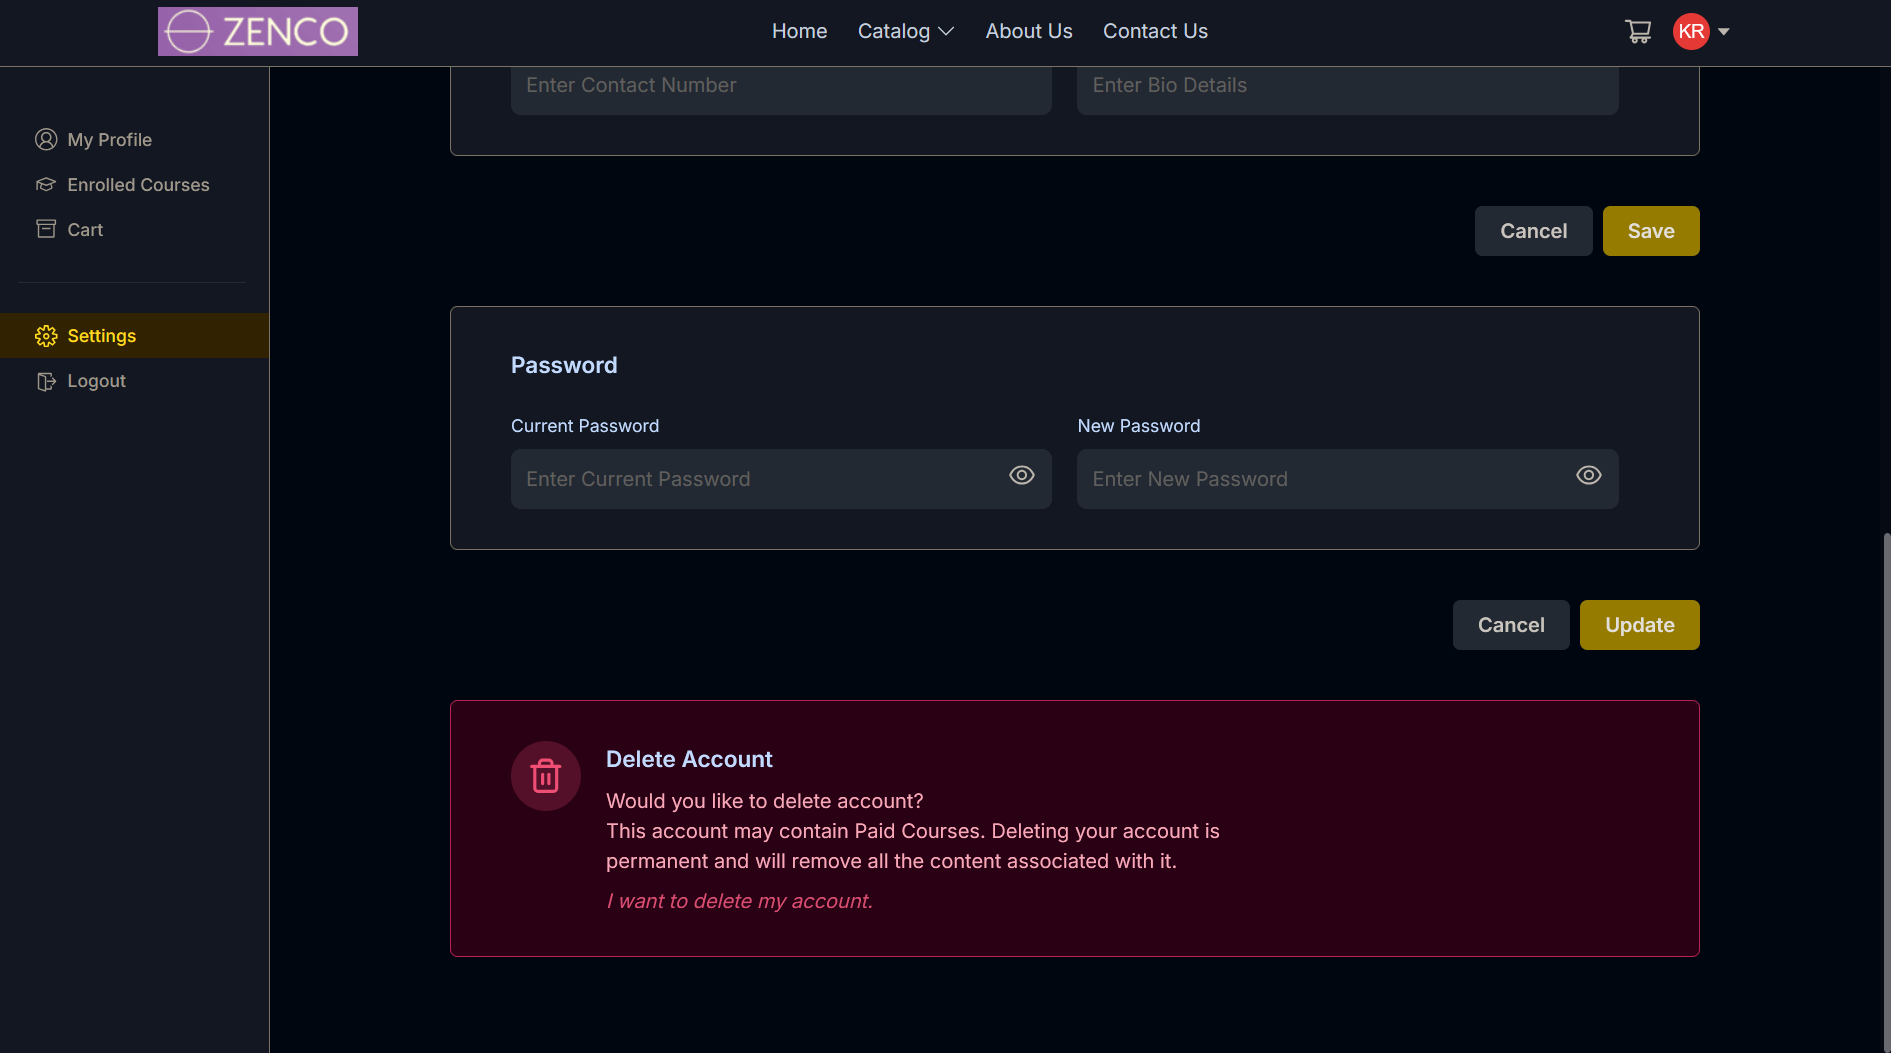 ZENCO
Home
Catalog
About Us
Contact Us
KR
My Profile
Enrolled Courses
Cart
Settings
Logout
Enter Contact Number
Enter Bio Details
Cancel
Save
Password
Current Password
New Password
Enter Current Password
Enter New Password
Cancel
Update
Delete Account
Would you like to delete account?
This account may contain Paid Courses. Deleting your account is
permanent and will remove all the content associated with it.
I want to delete my account.